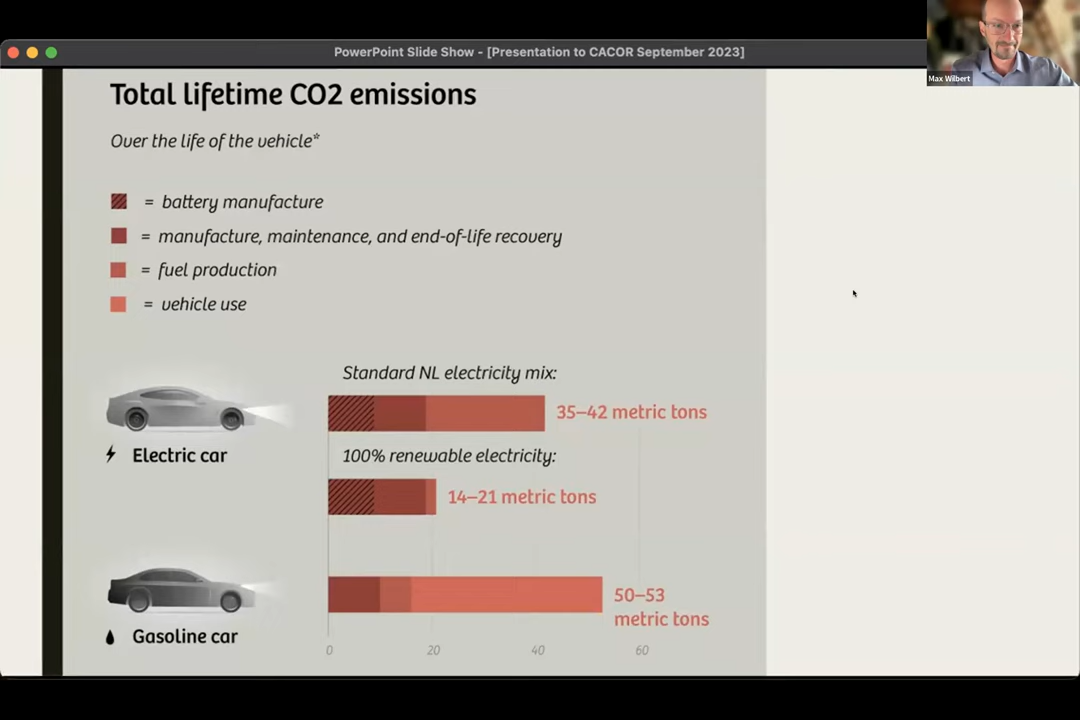 PowerPoint Slide Show - [Presentation to CACOR September 2023]
Max Wilbert
Total lifetime CO2 emissions
Over the life of the vehicle*
= battery manufacture
= manufacture, maintenance, and end-of-life recovery
= fuel production
= vehicle use
Standard NL electricity mix:
35–42 metric tons
Electric car
100% renewable electricity:
14–21 metric tons
50–53
metric tons
Gasoline car
0 20 40 60